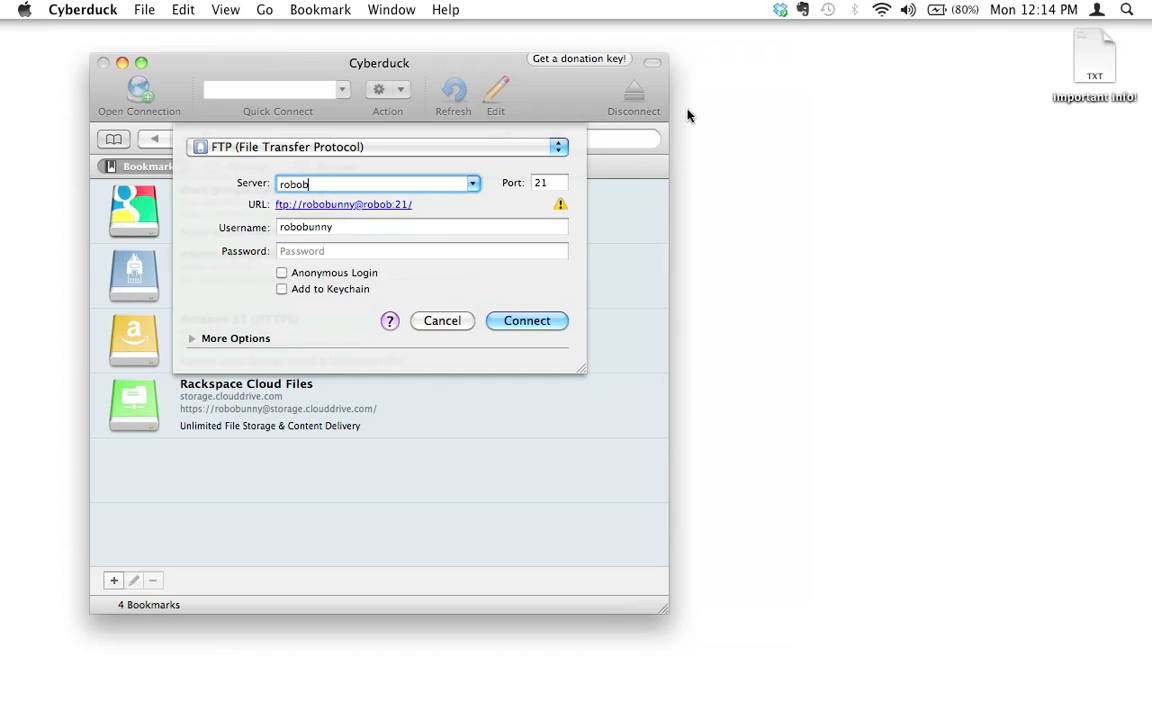 Cyberduck File Edit View Go Bookmark Window Help (80%) Mon 12:14 PM
TXT
important info!
Cyberduck
Get a donation key!
Open Connection Quick Connect Action Refresh Edit Disconnect
FTP (File Transfer Protocol)
Bookmar
Server: robob Port: 21
URL: ftp://robobunny@robob:21/
Username: robobunny
Password: Password
Anonymous Login
Add to Keychain
? Cancel Connect
More Options
Rackspace Cloud Files
storage.clouddrive.com
https://robobunny@storage.clouddrive.com/
Unlimited File Storage & Content Delivery
4 Bookmarks